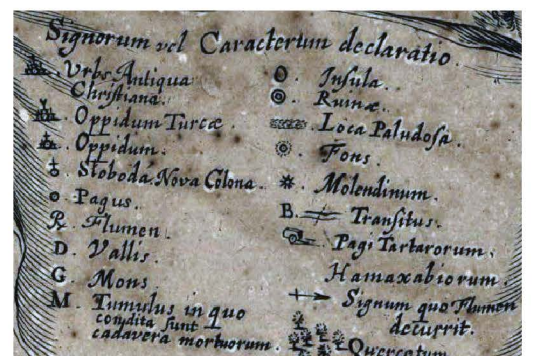 Signorum vel Caracterum declaratio.
Urbs Antiqua
Christiana.
Oppidum Turcæ.
Oppidum.
Sloboda Nova Colona.
Pagus.
R. Flumen.
D. Vallis.
G. Mons.
M. Tumulus in quo
condita sunt
cadavera mortuorum.
Insula.
Ruinæ.
Loca Paludosa.
Fons.
Molendinum.
B. Transitus.
Pagi Tartarorum.
Hamaxabiorum.
Signum quo Flumen
decurrit.
Quercetum